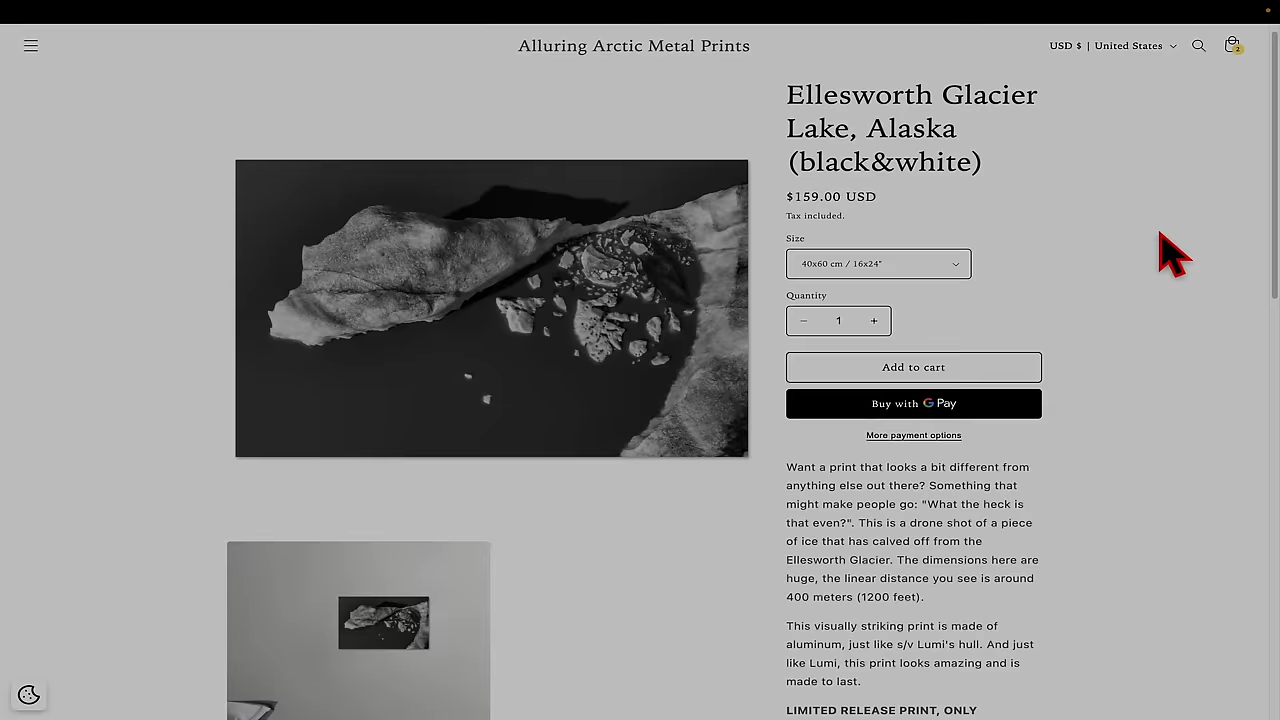 Alluring Arctic Metal Prints
USD $ | United States
2
Ellesworth Glacier
Lake, Alaska
(black&white)
$159.00 USD
Tax included.
Size
40x60 cm / 16x24"
Quantity
− 1 +
Add to cart
Buy with G Pay
More payment options
Want a print that looks a bit different from
anything else out there? Something that
might make people go: "What the heck is
that even?". This is a drone shot of a piece
of ice that has calved off from the
Ellesworth Glacier. The dimensions here are
huge, the linear distance you see is around
400 meters (1200 feet).
This visually striking print is made of
aluminum, just like s/v Lumi's hull. And just
like Lumi, this print looks amazing and is
made to last.
LIMITED RELEASE PRINT, ONLY